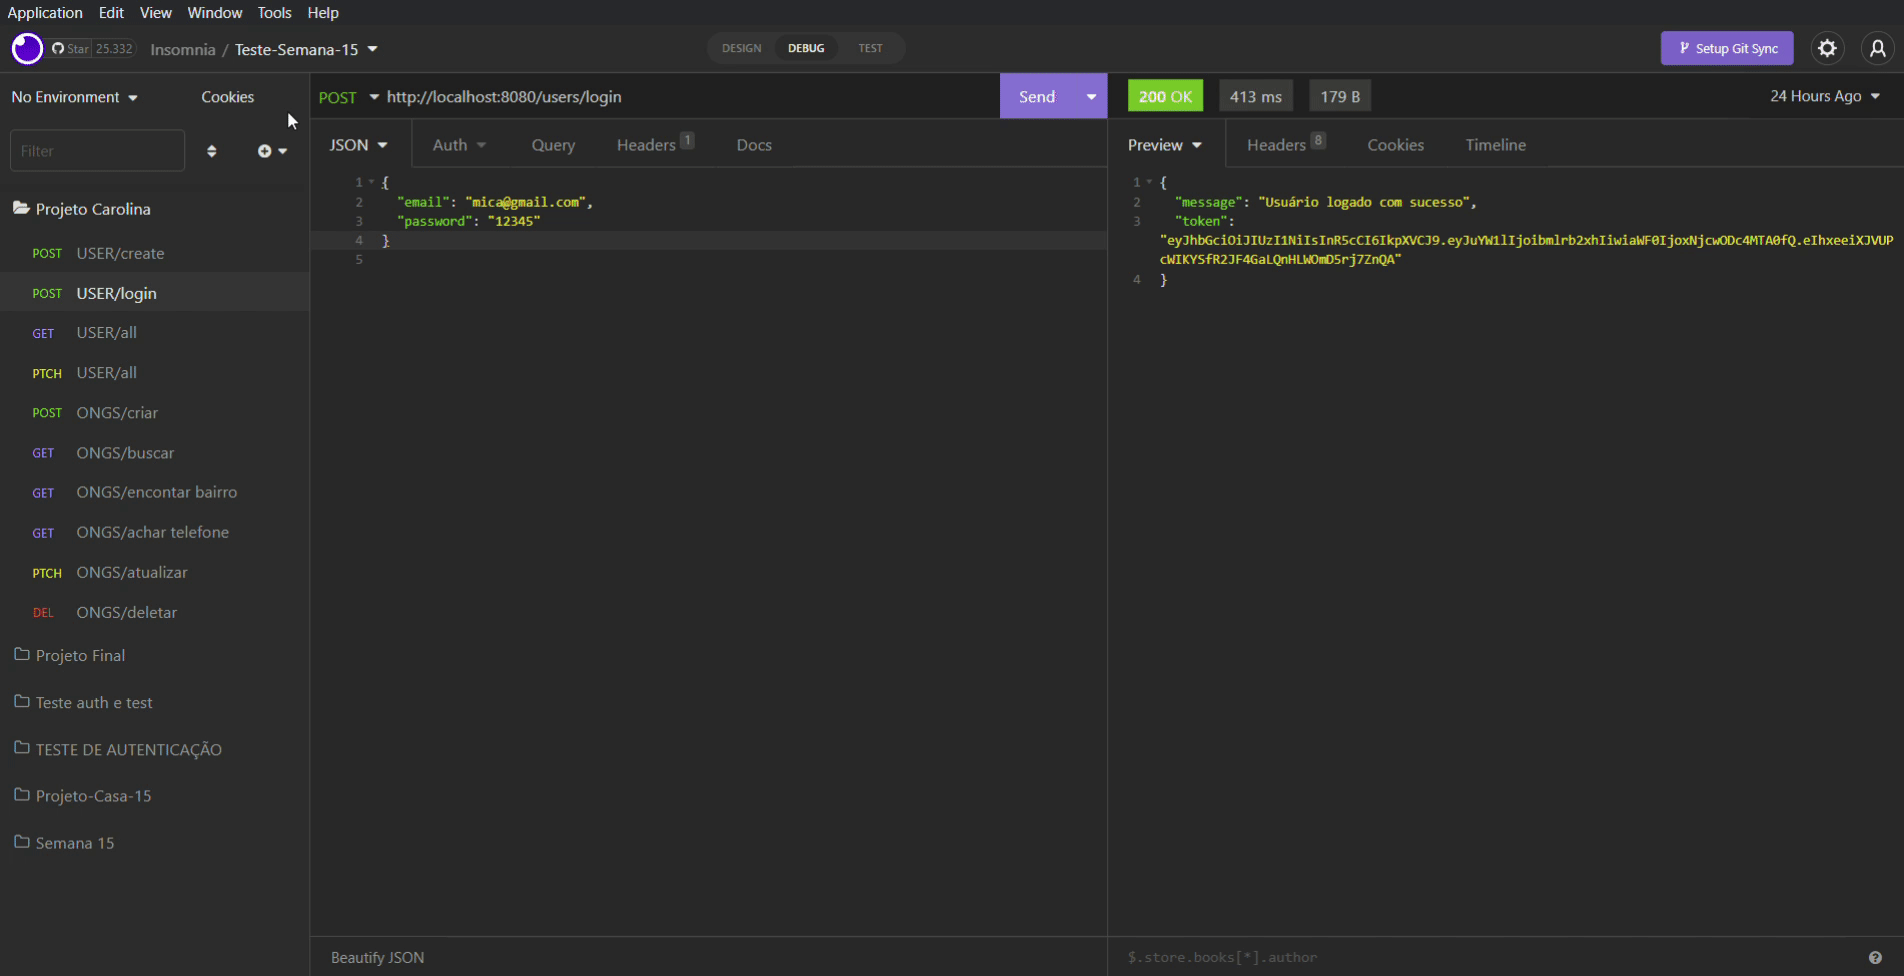 Application Edit View Window Tools Help
Star 25.332 Insomnia / Teste-Semana-15
DESIGN DEBUG TEST
Setup Git Sync
No Environment Cookies
Filter
Projeto Carolina
POST USER/create
POST USER/login
GET USER/all
PTCH USER/all
POST ONGS/criar
GET ONGS/buscar
GET ONGS/encontar bairro
GET ONGS/achar telefone
PTCH ONGS/atualizar
DEL ONGS/deletar
Projeto Final
Teste auth e test
TESTE DE AUTENTICAÇÃO
Projeto-Casa-15
Semana 15
POST http://localhost:8080/users/login Send
JSON Auth Query Headers 1 Docs
1 {
2 "email": "mica@gmail.com",
3 "password": "12345"
4 }
5
Beautify JSON
200 OK 413 ms 179 B 24 Hours Ago
Preview Headers 8 Cookies Timeline
1 {
2 "message": "Usuário logado com sucesso",
3 "token":
"eyJhbGciOiJIUzI1NiIsInR5cCI6IkpXVCJ9.eyJuYW1lIjoibmlrb2xhIiwiaWF0IjoxNjcwODc4MTA0fQ.eIhxeeiXJVUP
cWIKYSfR2JF4GaLQnHLWOmD5rj7ZnQA"
4 }
$.store.books[*].author